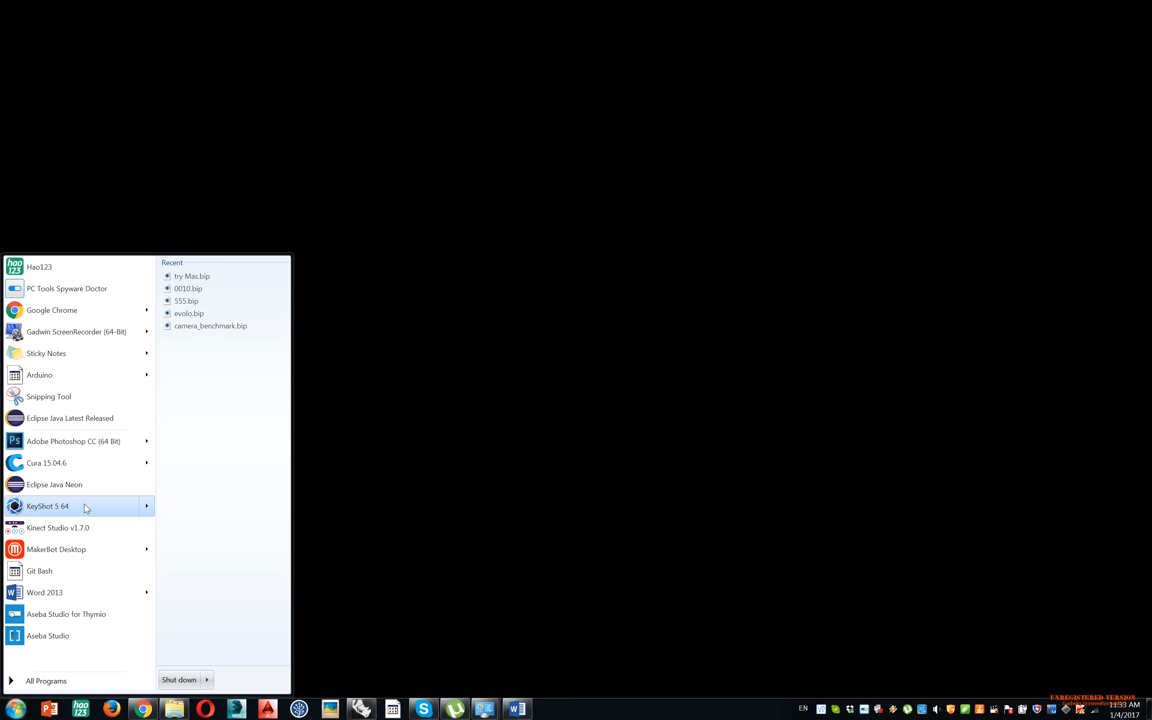 Hao123
PC Tools Spyware Doctor
Google Chrome
Gadwin ScreenRecorder (64-Bit)
Sticky Notes
Arduino
Snipping Tool
Eclipse Java Latest Released
Adobe Photoshop CC (64 Bit)
Cura 15.04.6
Eclipse Java Neon
KeyShot 5 64
Kinect Studio v1.7.0
MakerBot Desktop
Git Bash
Word 2013
Aseba Studio for Thymio
Aseba Studio
All Programs
Recent
try Mas.bip
0010.bip
555.bip
evolo.bip
camera_benchmark.bip
Shut down
EN
UNREGISTERED VERSION
11:33 AM
1/4/2017